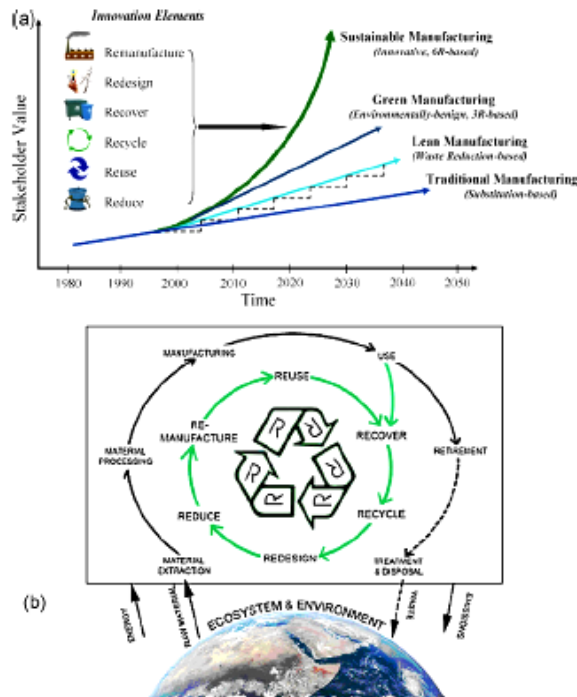 (a)
Innovation Elements
Remanufacture
Redesign
Recover
Recycle
Reuse
Reduce
Sustainable Manufacturing
(Innovative, 6R-based)
Green Manufacturing
(Environmentally-benign, 3R-based)
Lean Manufacturing
(Waste Reduction-based)
Traditional Manufacturing
(Substitution-based)
Stakeholder Value
1980 1990 2000 2010 2020 2030 2040 2050
Time
MANUFACTURING
USE
REUSE
RE-
MANUFACTURE
RECOVER
MATERIAL
PROCESSING
RETIREMENT
R R R R R R
REDUCE
RECYCLE
REDESIGN
MATERIAL
EXTRACTION
TREATMENT
& DISPOSAL
(b)
ENERGY
RAW MATERIAL
ECOSYSTEM & ENVIRONMENT
WASTE
EMISSIONS